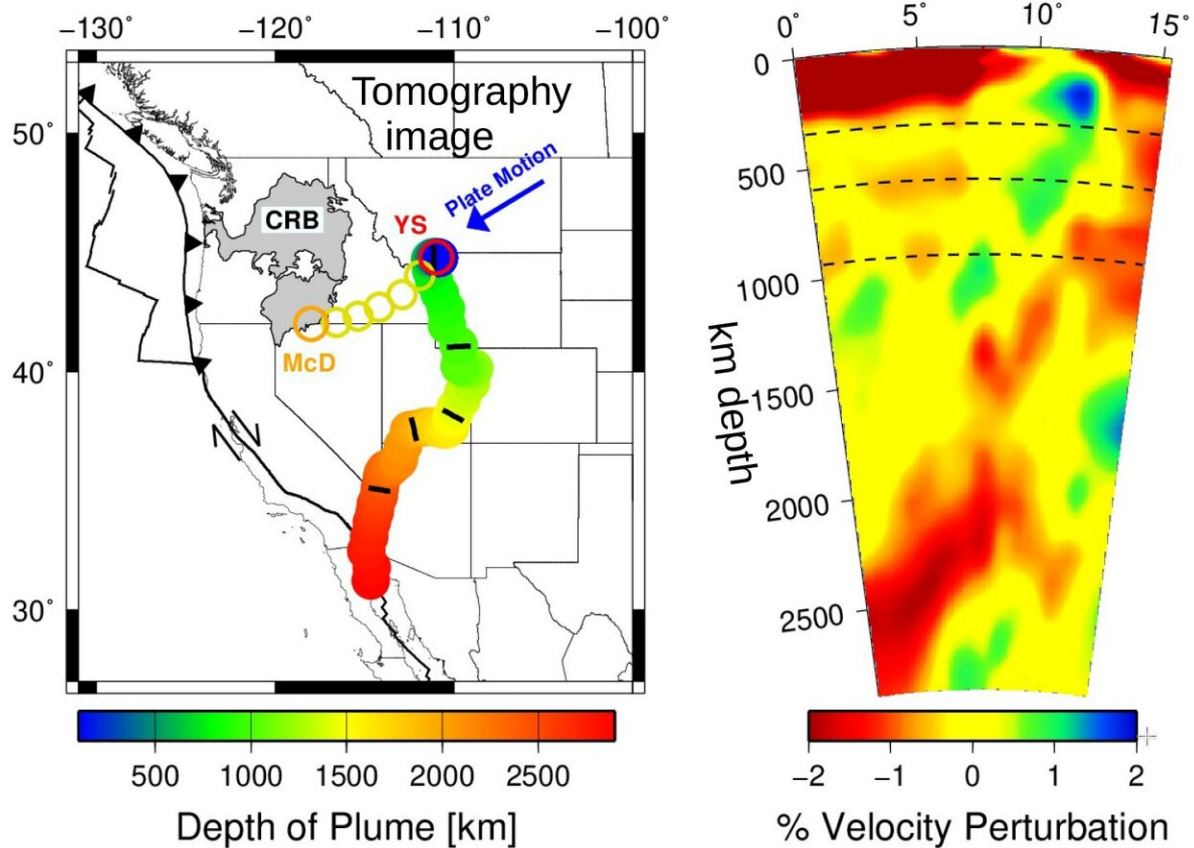 −130° −120° −110° −100°
Tomography
image
50°
40°
30°
Plate Motion
CRB
YS
McD
500 1000 1500 2000 2500
Depth of Plume [km]
0° 5° 10° 15°
0
500
1000
1500
2000
2500
km depth
−2 −1 0 1 2
% Velocity Perturbation